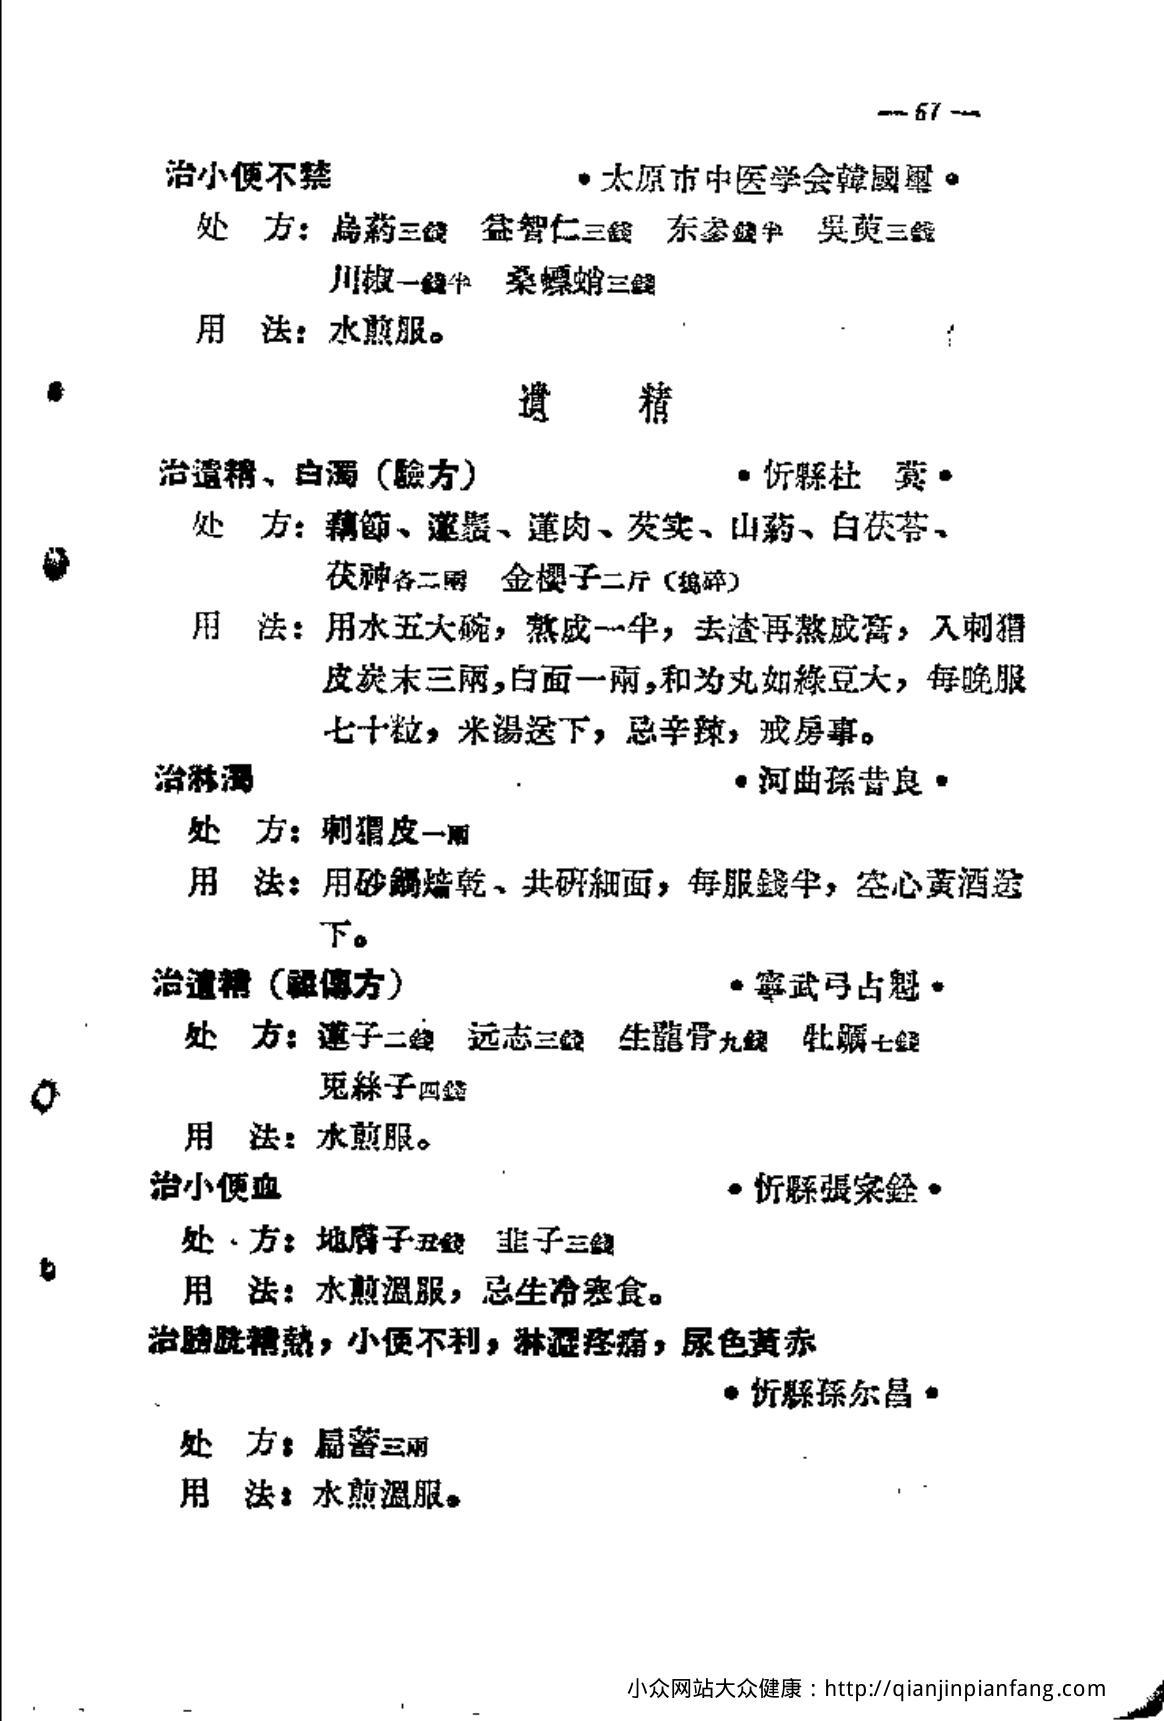 — 67 —
治小便不禁 •太原市中医学会韓國璽•
处 方：烏葯三錢 益智仁三錢 东参錢半 吳萸三錢
川椒一錢半 桑螵蛸三錢
用 法：水煎服。
遺 精
治遺精、白濁（驗方） •忻縣杜 蓂•
处 方：藕節、蓮鬚、蓮肉、芡实、山葯、白茯苓、
茯神各二兩 金櫻子二斤（搗碎）
用 法：用水五大碗，熬成一半，去渣再熬成膏，入刺猬
皮炭末三兩，白面一兩，和为丸如綠豆大，每晚服
七十粒，米湯送下，忌辛辣，戒房事。
治淋濁 •河曲孫昔良•
处 方：刺猬皮一兩
用 法：用砂鍋焙乾、共研細面，每服錢半，空心黃酒送
下。
治遺精（祖傳方） •寧武弓占魁•
处 方：蓮子二錢 远志三錢 生龍骨九錢 牡蠣七錢
兎絲子四錢
用 法：水煎服。
治小便血 •忻縣張家銓•
处 方：地膚子五錢 韭子三錢
用 法：水煎溫服，忌生冷寒食。
治膀胱積熱，小便不利，淋澀疼痛，尿色黃赤
•忻縣孫尔昌•
处 方：扁蓄三兩
用 法：水煎溫服。
小众网站大众健康：http://qianjinpianfang.com